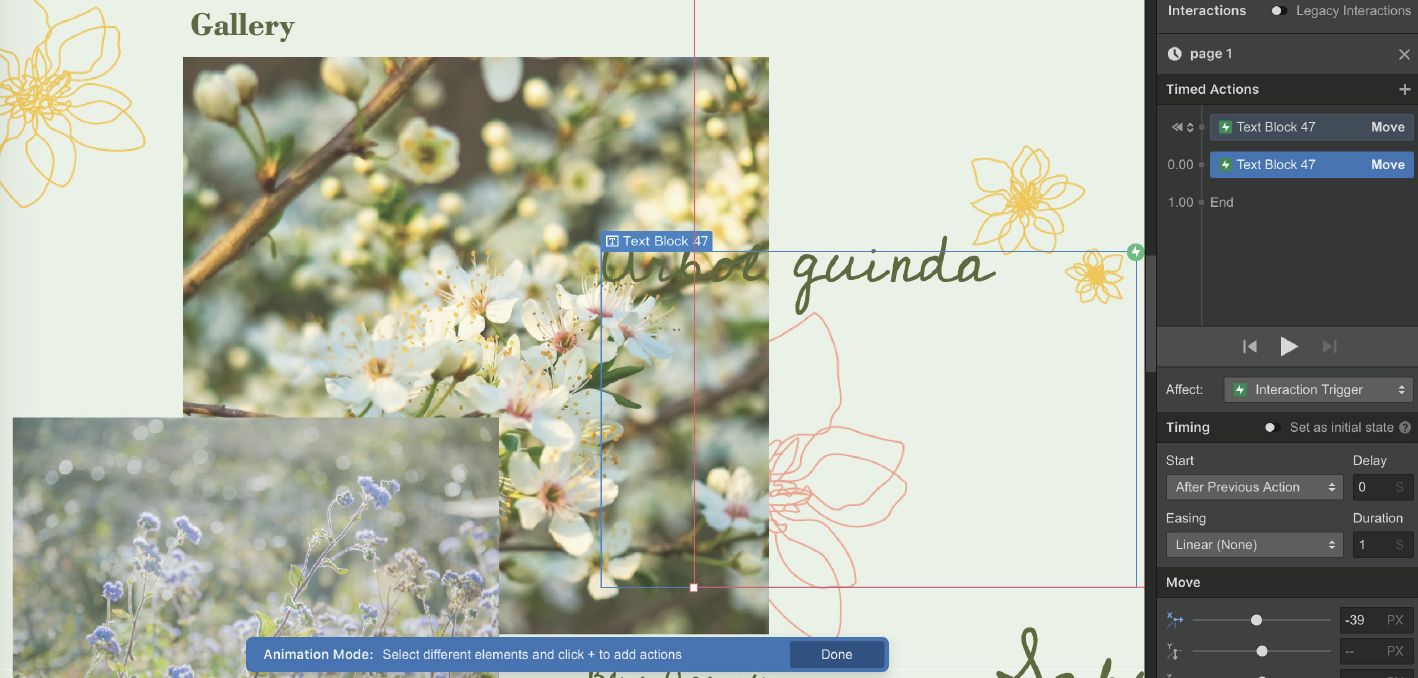 Gallery
Text Block 47
Arbol guinda
Animation Mode: Select different elements and click + to add actions
Done
Interactions
Legacy Interactions
page 1
Timed Actions
Text Block 47 Move
0.00 Text Block 47 Move
1.00 End
Affect: Interaction Trigger
Timing
Set as initial state ?
Start
Delay
After Previous Action
0 S
Easing
Duration
Linear (None)
1 S
Move
X
-39 PX
Y
-- PX